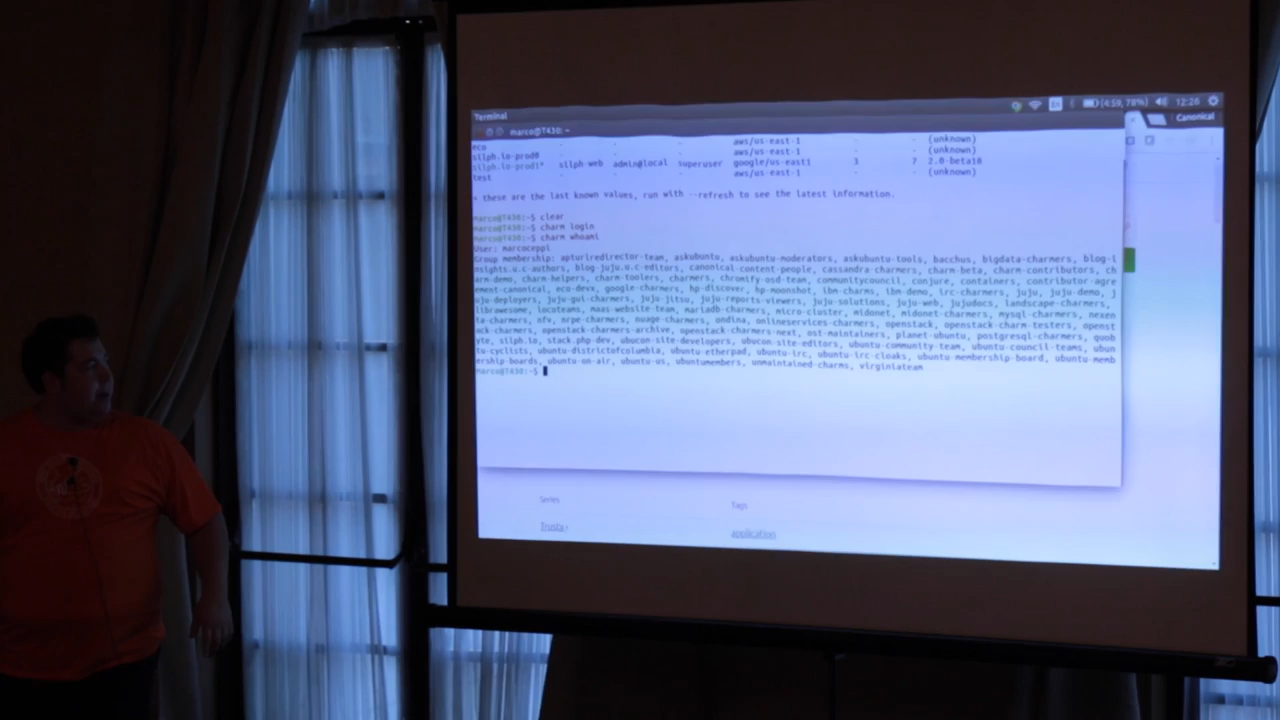 Terminal
(4:59, 78%) 12:26
marco@T430: ~
Canonical
aws/us-east-1 - - (unknown)
mco aws/us-east-1 - - (unknown)
silph.io-prod0
silph.io-prod1* silph-web admin@local superuser google/us-east1 3 7 2.0-beta18
test - - - aws/us-east-1 - - (unknown)
these are the last known values, run with --refresh to see the latest information.
marco@T430:~$ clear
marco@T430:~$ charm login
marco@T430:~$ charm whoami
User: marcoceppi
Group membership: apturiredirector-team, askubuntu, askubuntu-moderators, askubuntu-tools, bacchus, bigdata-charmers, blog-i
nsights.u.c-authors, blog-juju.u.c-editors, canonical-content-people, cassandra-charmers, charm-beta, charm-contributors, ch
arm-demo, charm-helpers, charm-toolers, charmers, chromify-osd-team, communitycouncil, conjure, containers, contributor-agre
ement-canonical, eco-devx, google-charmers, hp-discover, hp-moonshot, ibm-charms, ibm-demo, irc-charmers, juju, juju-demo, j
uju-deployers, juju-gui-charmers, juju-jitsu, juju-reports-viewers, juju-solutions, juju-web, jujudocs, landscape-charmers,
librawesome, locoteams, maas-website-team, mariadb-charmers, micro-cluster, midonet, midonet-charmers, mysql-charmers, nexen
ta-charmers, nfv, nrpe-charmers, nuage-charmers, ondina, onlineservices-charmers, openstack, openstack-charm-testers, openst
ack-charmers, openstack-charmers-archive, openstack-charmers-next, ost-maintainers, planet-ubuntu, postgresql-charmers, quob
yte, silph.io, stack.php-dev, ubucon-site-developers, ubucon-site-editors, ubuntu-community team, ubuntu-council-teams, ubun
tu-cyclists, ubuntu-districtofcolumbia, ubuntu-etherpad, ubuntu-irc, ubuntu-irc-cloaks, ubuntu-membership-board, ubuntu-memb
ership-boards, ubuntu-on-air, ubuntu-us, ubuntumembers, unmaintained-charms, virginiateam
marco@T430:~$
Series Tags
Trusty application